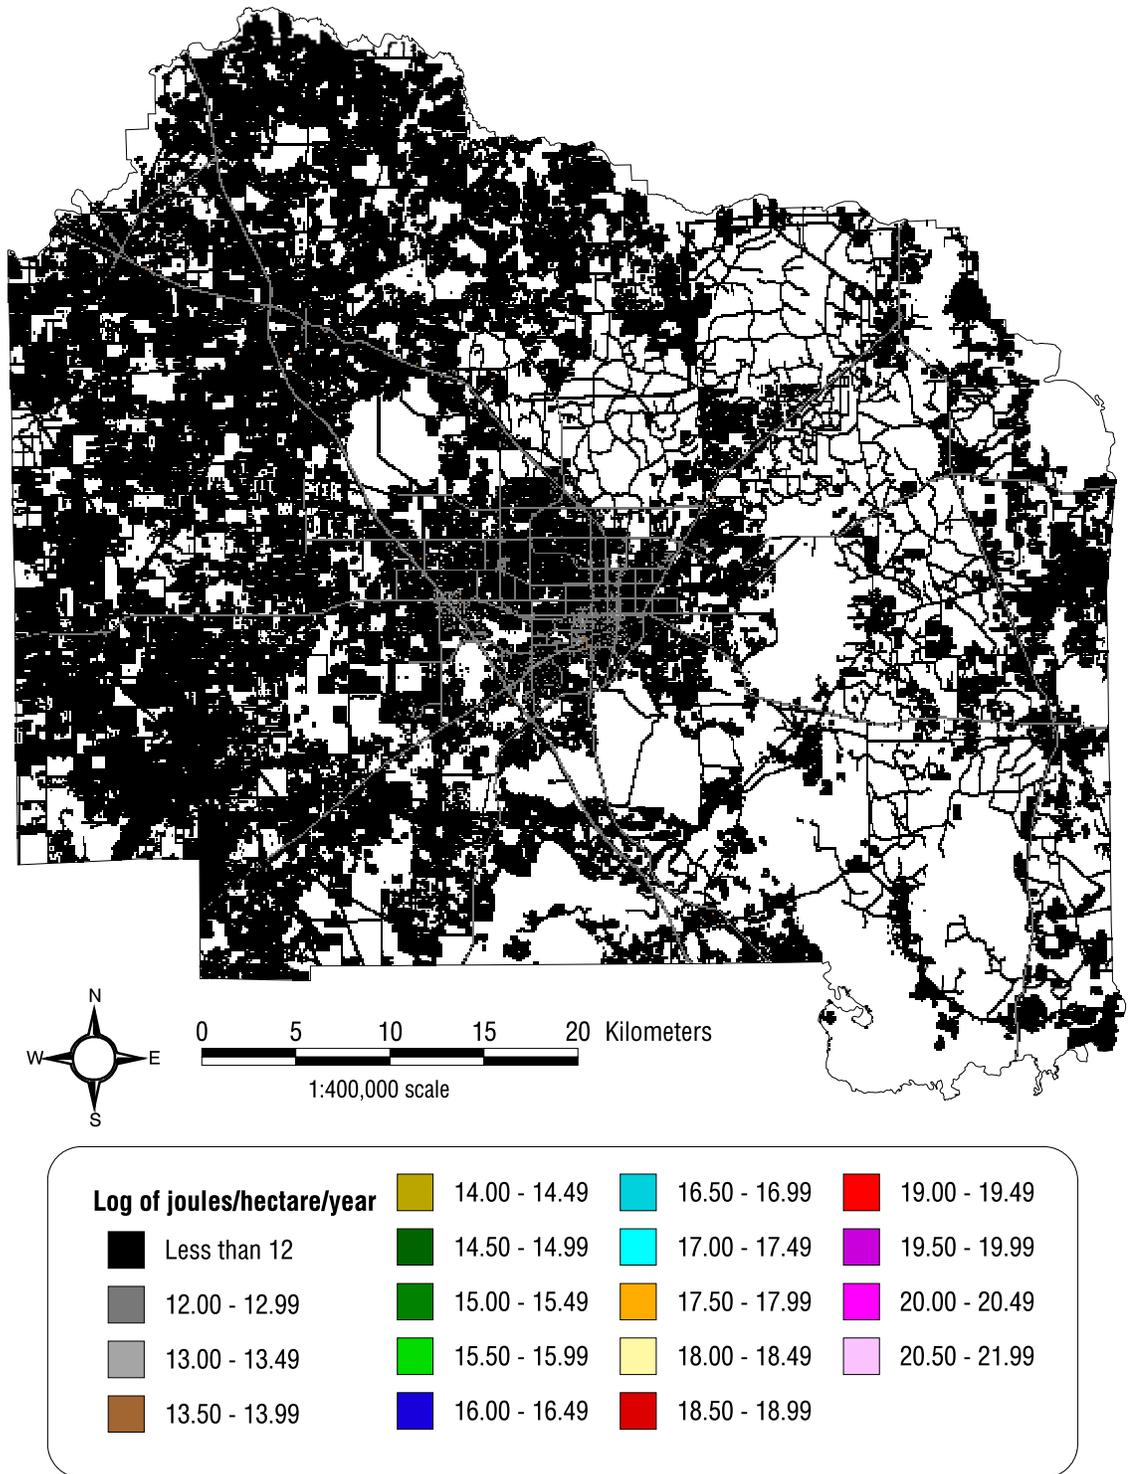 N
W E
S
0 5 10 15 20 Kilometers
1:400,000 scale
Log of joules/hectare/year
Less than 12
12.00 - 12.99
13.00 - 13.49
13.50 - 13.99
14.00 - 14.49
14.50 - 14.99
15.00 - 15.49
15.50 - 15.99
16.00 - 16.49
16.50 - 16.99
17.00 - 17.49
17.50 - 17.99
18.00 - 18.49
18.50 - 18.99
19.00 - 19.49
19.50 - 19.99
20.00 - 20.49
20.50 - 21.99